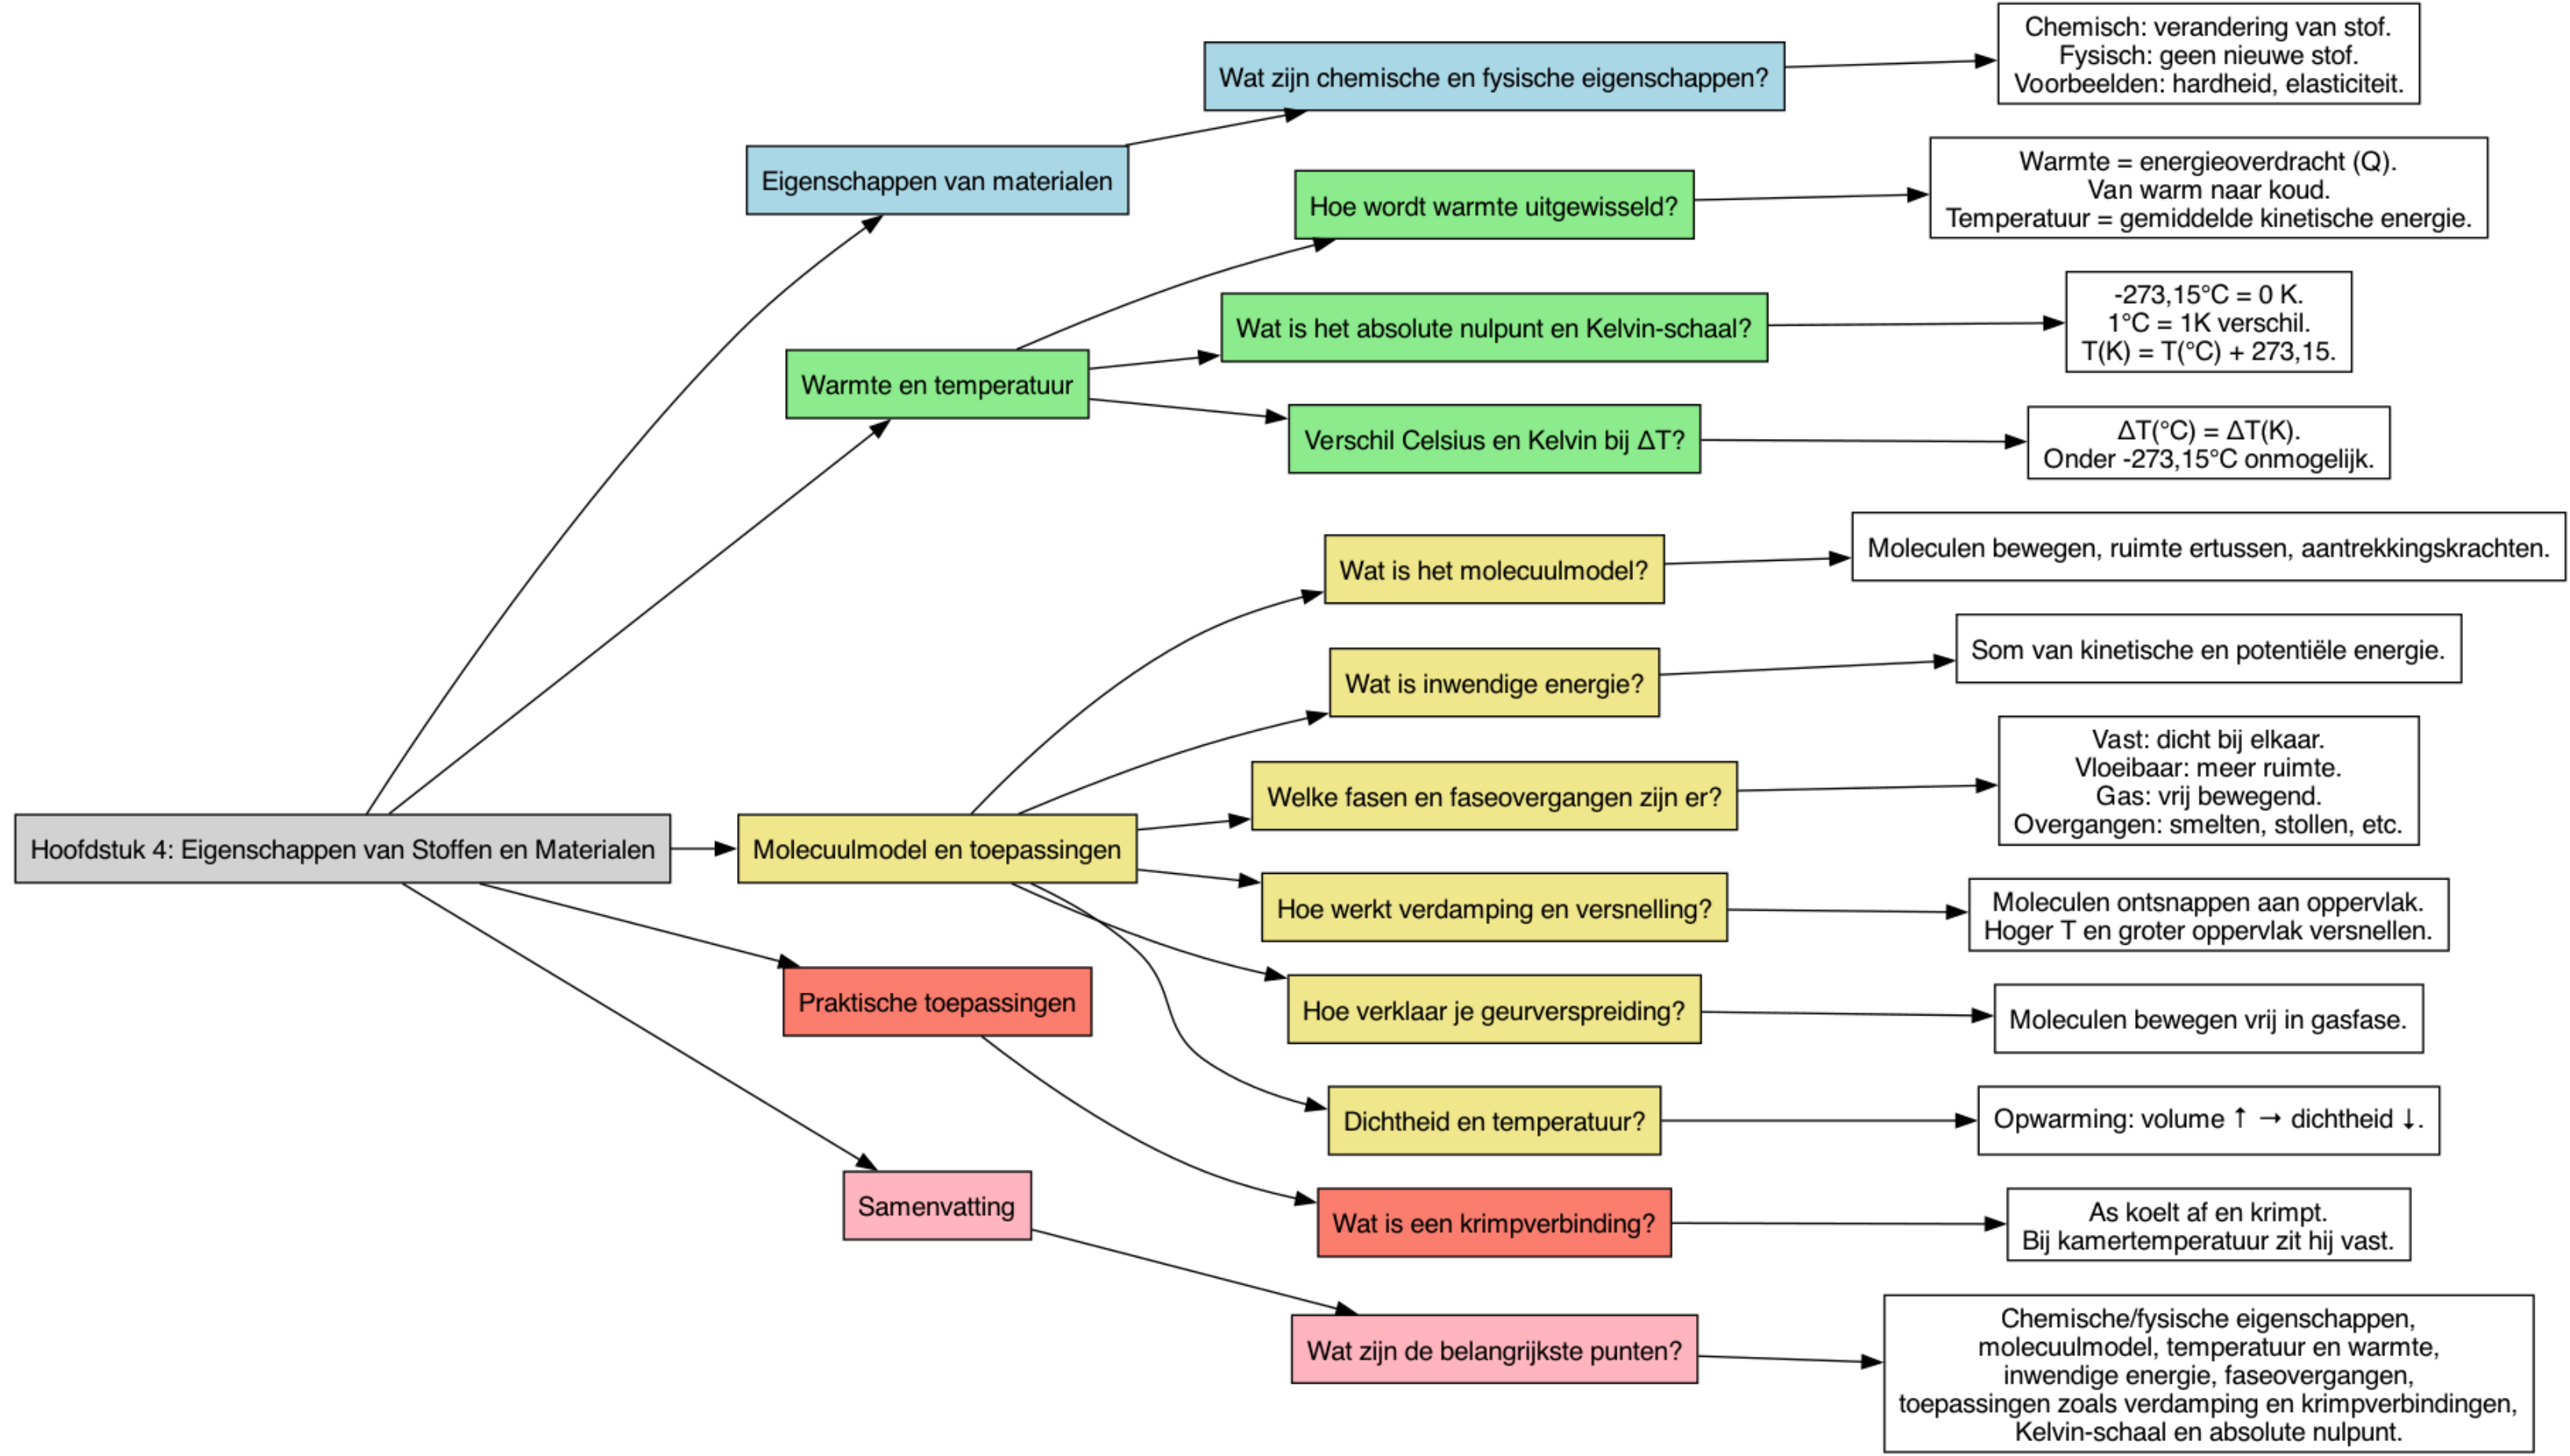 Hoofdstuk 4: Eigenschappen van Stoffen en Materialen
Eigenschappen van materialen
Wat zijn chemische en fysische eigenschappen?
Chemisch: verandering van stof.
Fysisch: geen nieuwe stof.
Voorbeelden: hardheid, elasticiteit.
Warmte en temperatuur
Hoe wordt warmte uitgewisseld?
Warmte = energieoverdracht (Q).
Van warm naar koud.
Temperatuur = gemiddelde kinetische energie.
Wat is het absolute nulpunt en Kelvin-schaal?
-273,15°C = 0 K.
1°C = 1K verschil.
T(K) = T(°C) + 273,15.
Verschil Celsius en Kelvin bij ΔT?
ΔT(°C) = ΔT(K).
Onder -273,15°C onmogelijk.
Molecuulmodel en toepassingen
Wat is het molecuulmodel?
Moleculen bewegen, ruimte ertussen, aantrekkingskrachten.
Wat is inwendige energie?
Som van kinetische en potentiële energie.
Welke fasen en faseovergangen zijn er?
Vast: dicht bij elkaar.
Vloeibaar: meer ruimte.
Gas: vrij bewegend.
Overgangen: smelten, stollen, etc.
Hoe werkt verdamping en versnelling?
Moleculen ontsnappen aan oppervlak.
Hoger T en groter oppervlak versnellen.
Hoe verklaar je geurverspreiding?
Moleculen bewegen vrij in gasfase.
Dichtheid en temperatuur?
Opwarming: volume ↑ → dichtheid ↓.
Praktische toepassingen
Wat is een krimpverbinding?
As koelt af en krimpt.
Bij kamertemperatuur zit hij vast.
Samenvatting
Wat zijn de belangrijkste punten?
Chemische/fysische eigenschappen,
molecuulmodel, temperatuur en warmte,
inwendige energie, faseovergangen,
toepassingen zoals verdamping en krimpverbindingen,
Kelvin-schaal en absolute nulpunt.